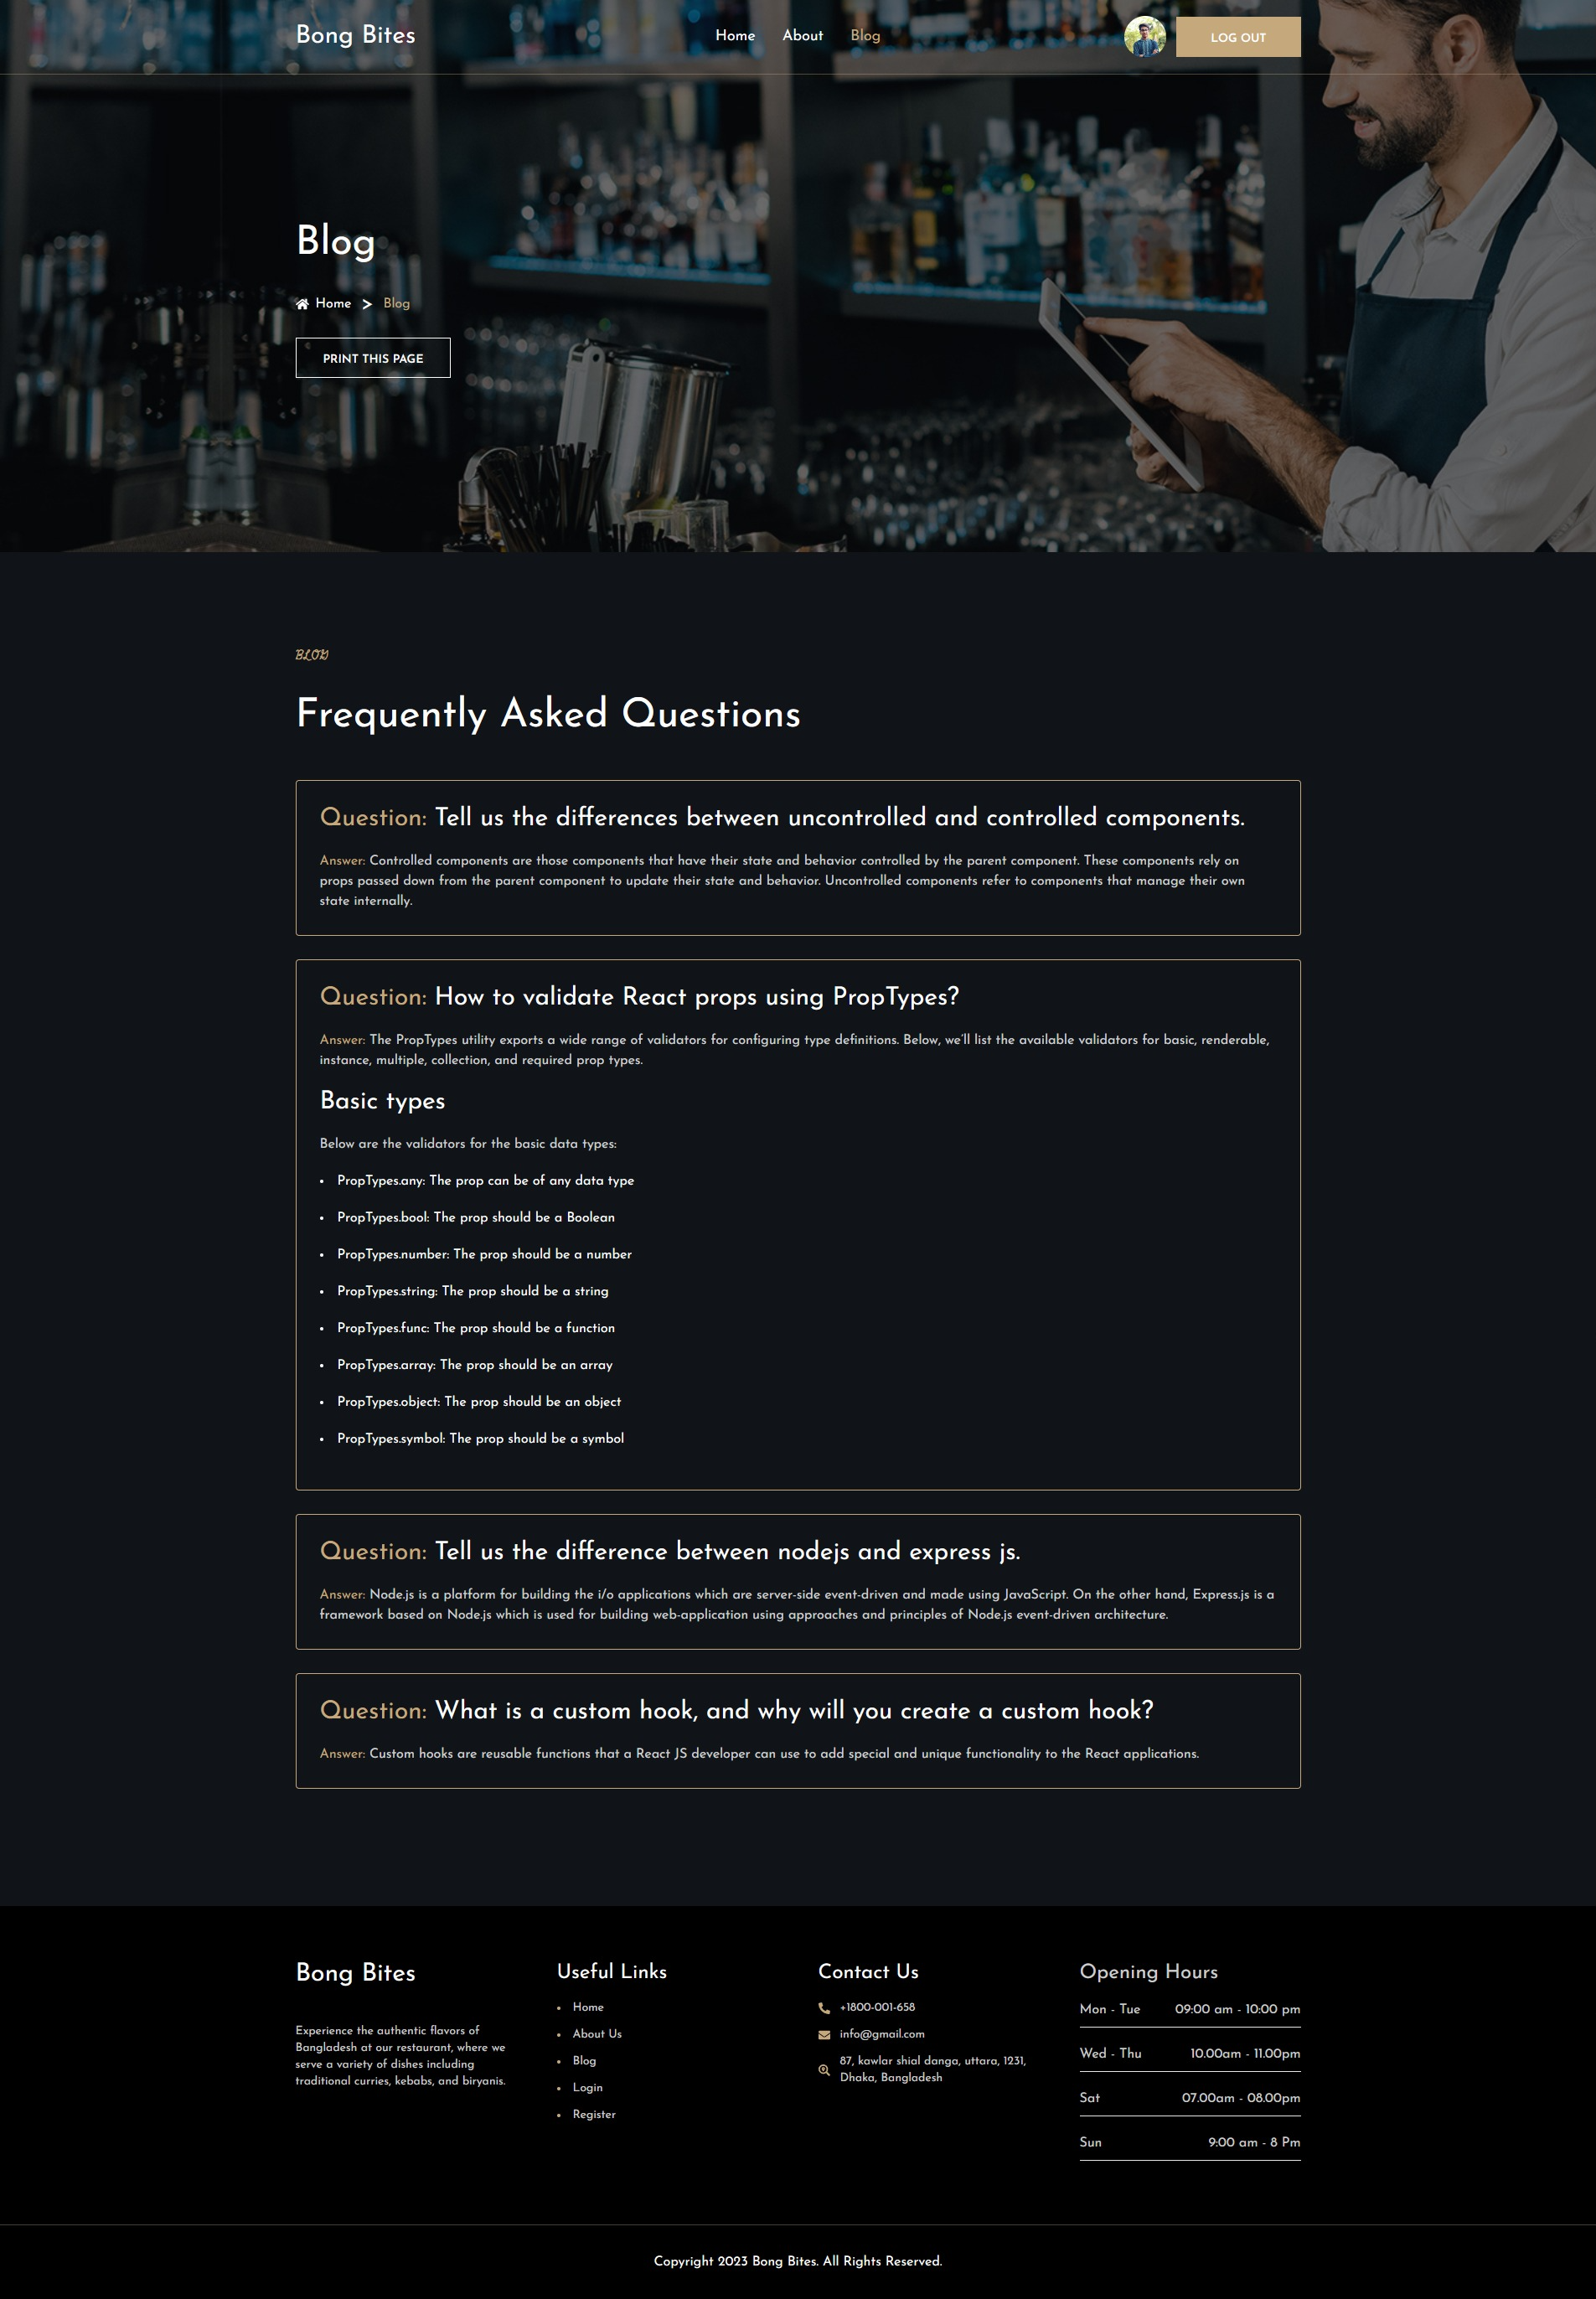 Bong Bites
Home
About
Blog
LOG OUT
Blog
Home
Blog
PRINT THIS PAGE
BLOG
Frequently Asked Questions
Question: Tell us the differences between uncontrolled and controlled components.
Answer: Controlled components are those components that have their state and behavior controlled by the parent component. These components rely on
props passed down from the parent component to update their state and behavior. Uncontrolled components refer to components that manage their own
state internally.
Question: How to validate React props using PropTypes?
Answer: The PropTypes utility exports a wide range of validators for configuring type definitions. Below, we'll list the available validators for basic, renderable,
instance, multiple, collection, and required prop types.
Basic types
Below are the validators for the basic data types:
• PropTypes.any: The prop can be of any data type
• PropTypes.bool: The prop should be a Boolean
• PropTypes.number: The prop should be a number
• PropTypes.string: The prop should be a string
• PropTypes.func: The prop should be a function
• PropTypes.array: The prop should be an array
• PropTypes.object: The prop should be an object
• PropTypes.symbol: The prop should be a symbol
Question: Tell us the difference between nodejs and express js.
Answer: Node.js is a platform for building the i/o applications which are server-side event-driven and made using JavaScript. On the other hand, Express.js is a
framework based on Node.js which is used for building web-application using approaches and principles of Node.js event-driven architecture.
Question: What is a custom hook, and why will you create a custom hook?
Answer: Custom hooks are reusable functions that a React JS developer can use to add special and unique functionality to the React applications.
Bong Bites
Experience the authentic flavors of
Bangladesh at our restaurant, where we
serve a variety of dishes including
traditional curries, kebabs, and biryanis.
Useful Links
• Home
• About Us
• Blog
• Login
• Register
Contact Us
+1800-001-658
info@gmail.com
87, kawlar shial danga, uttara, 1231,
Dhaka, Bangladesh
Opening Hours
Mon - Tue 09:00 am - 10:00 pm
Wed - Thu 10.00am - 11.00pm
Sat 07.00am - 08.00pm
Sun 9:00 am - 8 Pm
Copyright 2023 Bong Bites. All Rights Reserved.